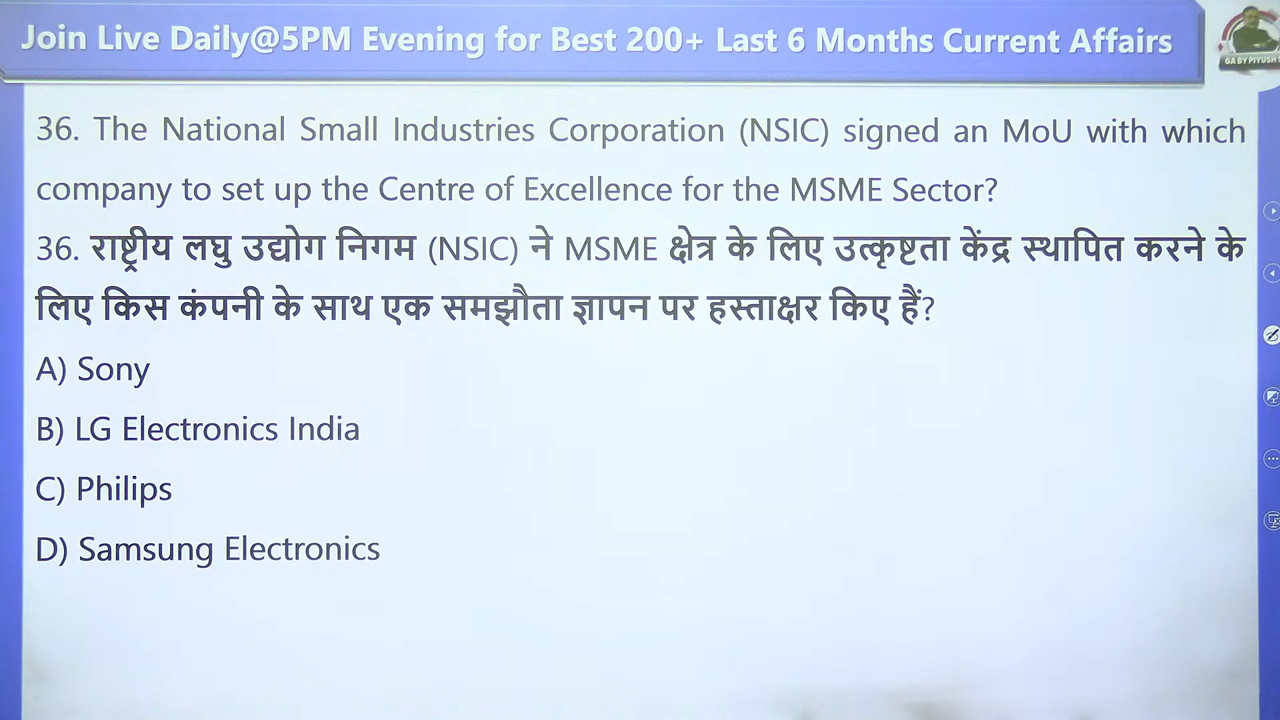 Join Live Daily@5PM Evening for Best 200+ Last 6 Months Current Affairs
GA BY PIYUSH
36. The National Small Industries Corporation (NSIC) signed an MoU with which
company to set up the Centre of Excellence for the MSME Sector?
36. राष्ट्रीय लघु उद्योग निगम (NSIC) ने MSME क्षेत्र के लिए उत्कृष्टता केंद्र स्थापित करने के
लिए किस कंपनी के साथ एक समझौता ज्ञापन पर हस्ताक्षर किए हैं?
A) Sony
B) LG Electronics India
C) Philips
D) Samsung Electronics